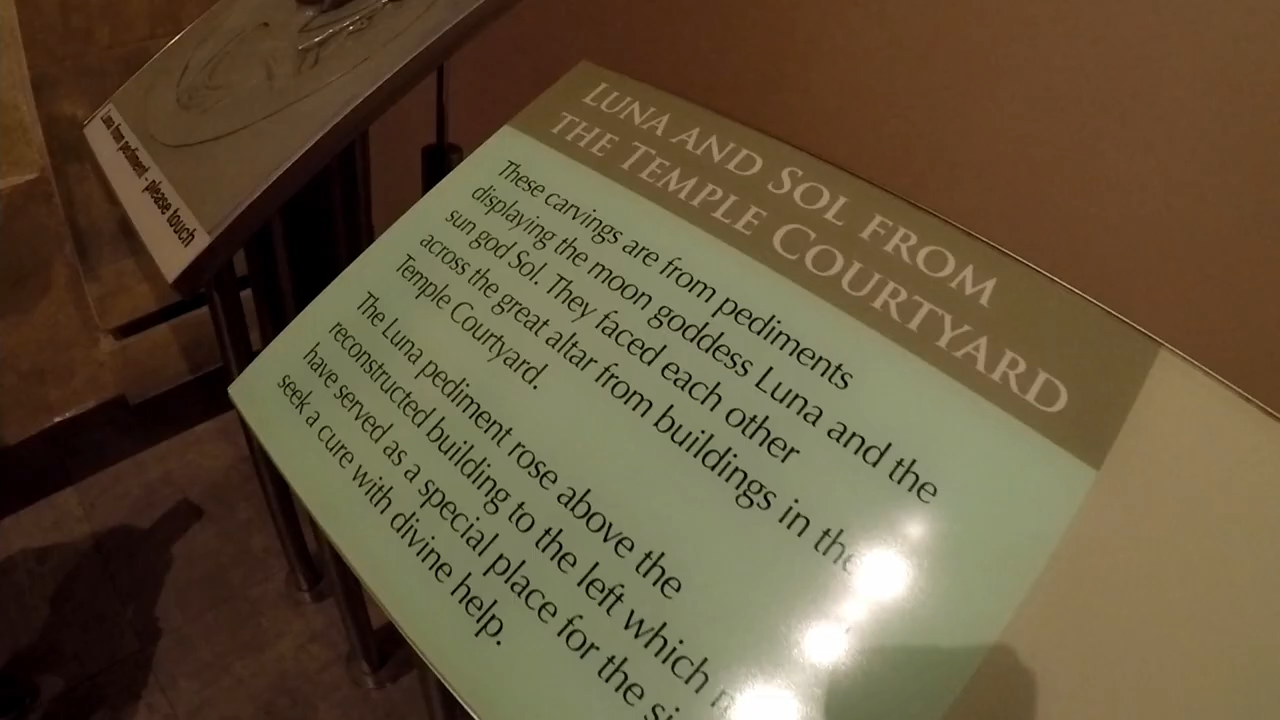 LUNA AND SOL FROM
THE TEMPLE COURTYARD
These carvings are from pediments
displaying the moon goddess Luna and the
sun god Sol. They faced each other
across the great altar from buildings in the
Temple Courtyard.
The Luna pediment rose above the
reconstructed building to the left which
have served as a special place for the
seek a cure with divine help.
Luna from pediment - please touch